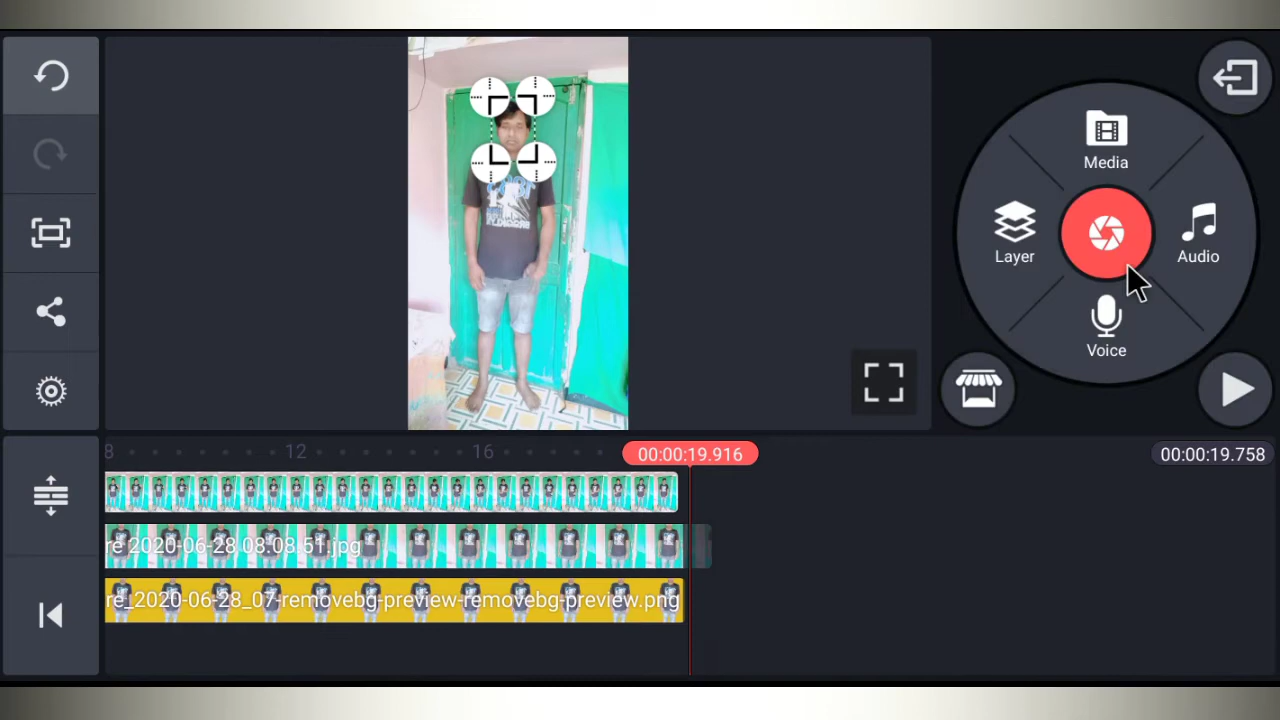 Media
Layer
Audio
Voice
8
12
16
00:00:19.916
00:00:19.758
re 2020-06-28 08.08.51.jpg
re_2020-06-28_07-removebg-preview-removebg-preview.png